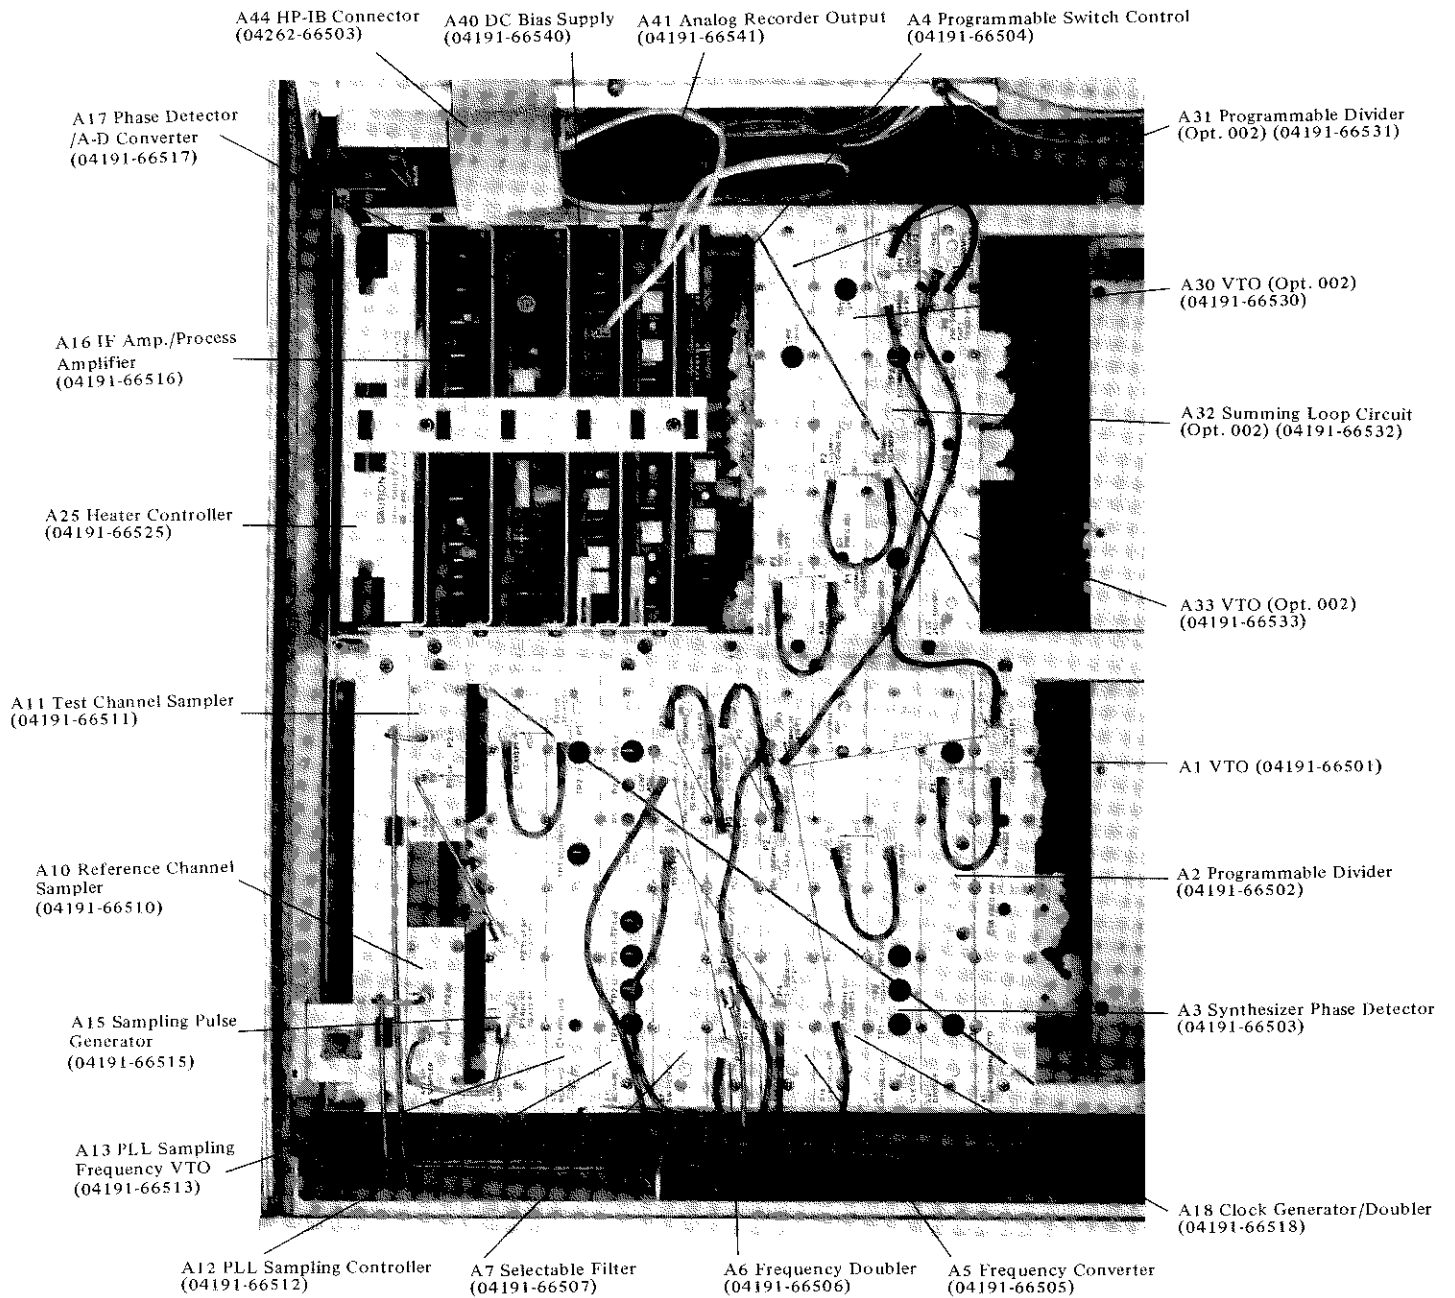 A44 HP-IB Connector
(04262-66503)
A40 DC Bias Supply
(04191-66540)
A41 Analog Recorder Output
(04191-66541)
A4 Programmable Switch Control
(04191-66504)
A17 Phase Detector
/A-D Converter
(04191-66517)
A31 Programmable Divider
(Opt. 002) (04191-66531)
A30 VTO (Opt. 002)
(04191-66530)
A16 IF Amp./Process
Amplifier
(04191-66516)
A32 Summing Loop Circuit
(Opt. 002) (04191-66532)
A25 Heater Controller
(04191-66525)
A33 VTO (Opt. 002)
(04191-66533)
A11 Test Channel Sampler
(04191-66511)
A1 VTO (04191-66501)
A10 Reference Channel
Sampler
(04191-66510)
A2 Programmable Divider
(04191-66502)
A15 Sampling Pulse
Generator
(04191-66515)
A3 Synthesizer Phase Detector
(04191-66503)
A13 PLL Sampling
Frequency VTO
(04191-66513)
A18 Clock Generator/Doubler
(04191-66518)
A12 PLL Sampling Controller
(04191-66512)
A7 Selectable Filter
(04191-66507)
A6 Frequency Doubler
(04191-66506)
A5 Frequency Converter
(04191-66505)